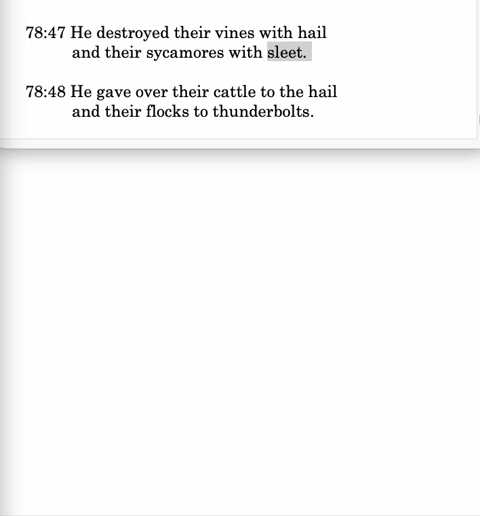 78:47 He destroyed their vines with hail
and their sycamores with sleet.
78:48 He gave over their cattle to the hail
and their flocks to thunderbolts.